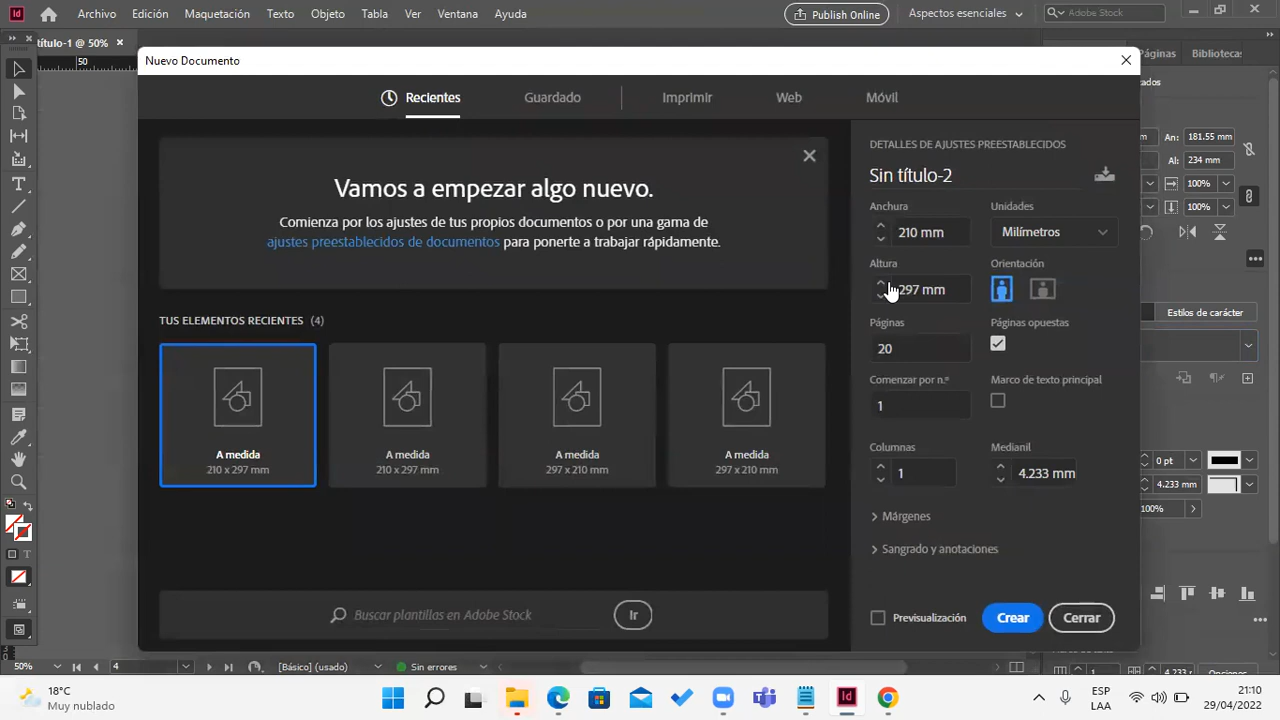 Id Archivo Edición Maquetación Texto Objeto Tabla Ver Ventana Ayuda Publish Online Aspectos esenciales Adobe Stock
título-1 @ 50%
Páginas
Bibliotecas
50
Nuevo Documento
Recientes Guardado Imprimir Web Móvil
Vamos a empezar algo nuevo.
Comienza por los ajustes de tus propios documentos o por una gama de
ajustes preestablecidos de documentos para ponerte a trabajar rápidamente.
TUS ELEMENTOS RECIENTES (4)
A medida
210 x 297 mm
A medida
210 x 297 mm
A medida
297 x 210 mm
A medida
297 x 210 mm
Buscar plantillas en Adobe Stock
Ir
DETALLES DE AJUSTES PREESTABLECIDOS
Sin título-2
Anchura Unidades
210 mm Milímetros
Altura Orientación
297 mm
Páginas Páginas opuestas
20
Comenzar por n.º Marco de texto principal
1
Columnas Medianil
1 4.233 mm
Márgenes
Sangrado y anotaciones
Previsualización Crear Cerrar
An: 181.55 mm
Al: 234 mm
100%
100%
Estilos de carácter
0 pt
4.233 mm
100%
50% 4 [Básico] (usado) Sin errores
1 4.233 Opciones
18°C
Muy nublado
ESP
LAA
21:10
29/04/2022